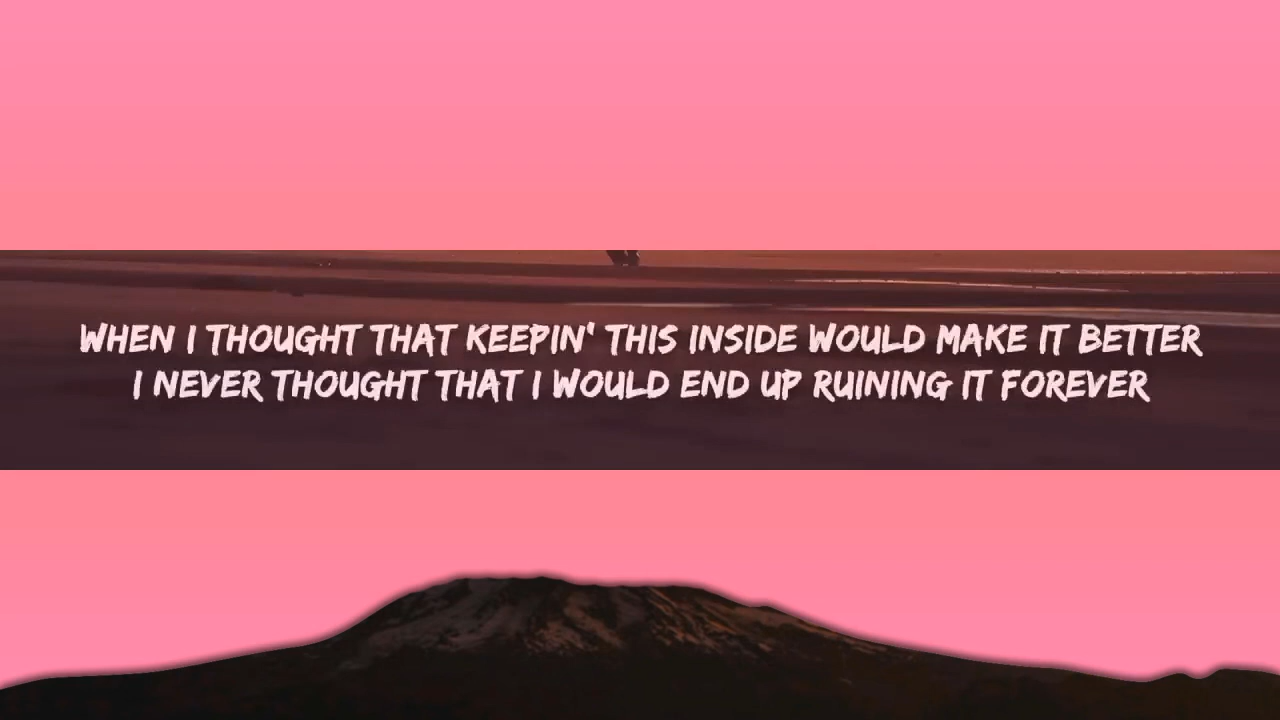 WHEN I THOUGHT THAT KEEPIN' THIS INSIDE WOULD MAKE IT BETTER
I NEVER THOUGHT THAT I WOULD END UP RUINING IT FOREVER